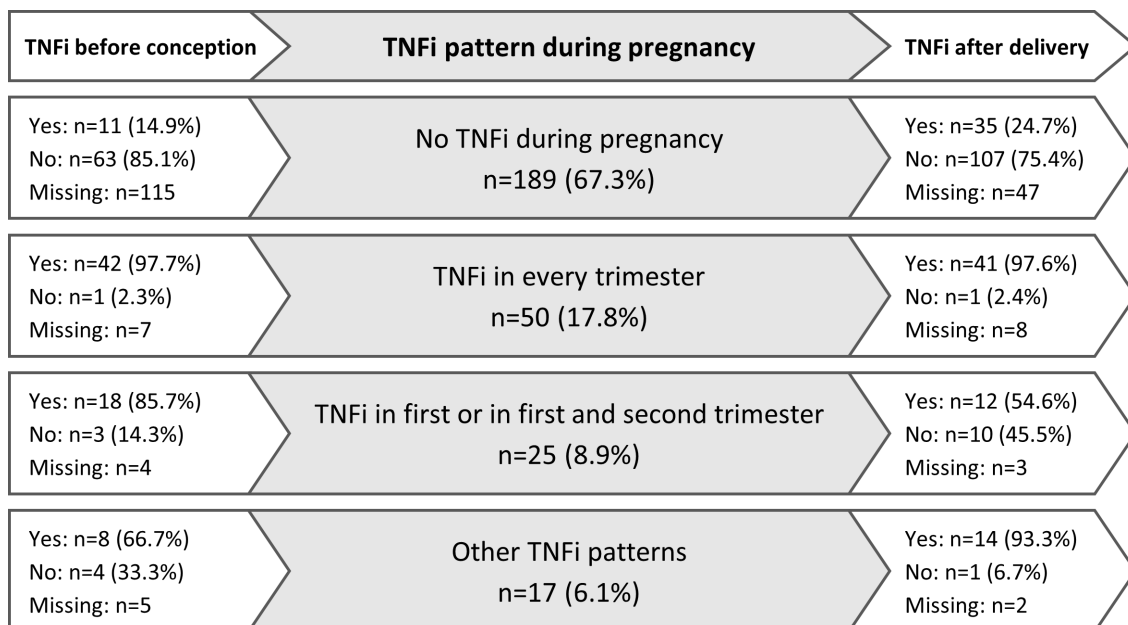 TNFi before conception
TNFi pattern during pregnancy
TNFi after delivery
Yes: n=11 (14.9%)
No: n=63 (85.1%)
Missing: n=115
No TNFi during pregnancy
n=189 (67.3%)
Yes: n=35 (24.7%)
No: n=107 (75.4%)
Missing: n=47
Yes: n=42 (97.7%)
No: n=1 (2.3%)
Missing: n=7
TNFi in every trimester
n=50 (17.8%)
Yes: n=41 (97.6%)
No: n=1 (2.4%)
Missing: n=8
Yes: n=18 (85.7%)
No: n=3 (14.3%)
Missing: n=4
TNFi in first or in first and second trimester
n=25 (8.9%)
Yes: n=12 (54.6%)
No: n=10 (45.5%)
Missing: n=3
Yes: n=8 (66.7%)
No: n=4 (33.3%)
Missing: n=5
Other TNFi patterns
n=17 (6.1%)
Yes: n=14 (93.3%)
No: n=1 (6.7%)
Missing: n=2